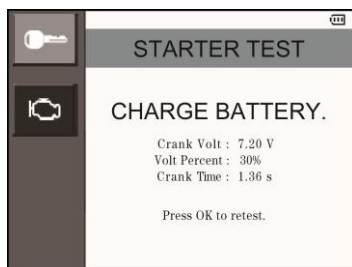 STARTER TEST
CHARGE BATTERY.
Crank Volt : 7.20 V
Volt Percent : 30%
Crank Time : 1.36 s
Press OK to retest.